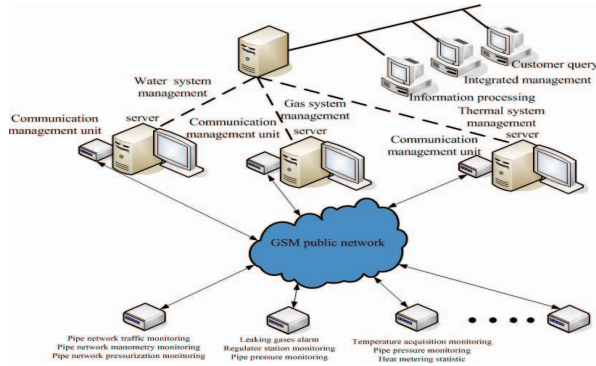 Customer query
Integrated management
Information processing
Water system
management
Gas system
management
Thermal system
management
Communication
management unit
server
Communication
management unit
server
Communication
management unit
server
GSM public network
Pipe network traffic monitoring
Pipe network manometry monitoring
Pipe network pressurization monitoring
Leaking gases alarm
Regulator station monitoring
Pipe pressure monitoring
Temperature acquisition monitoring
Pipe pressure monitoring
Heat metering statistic